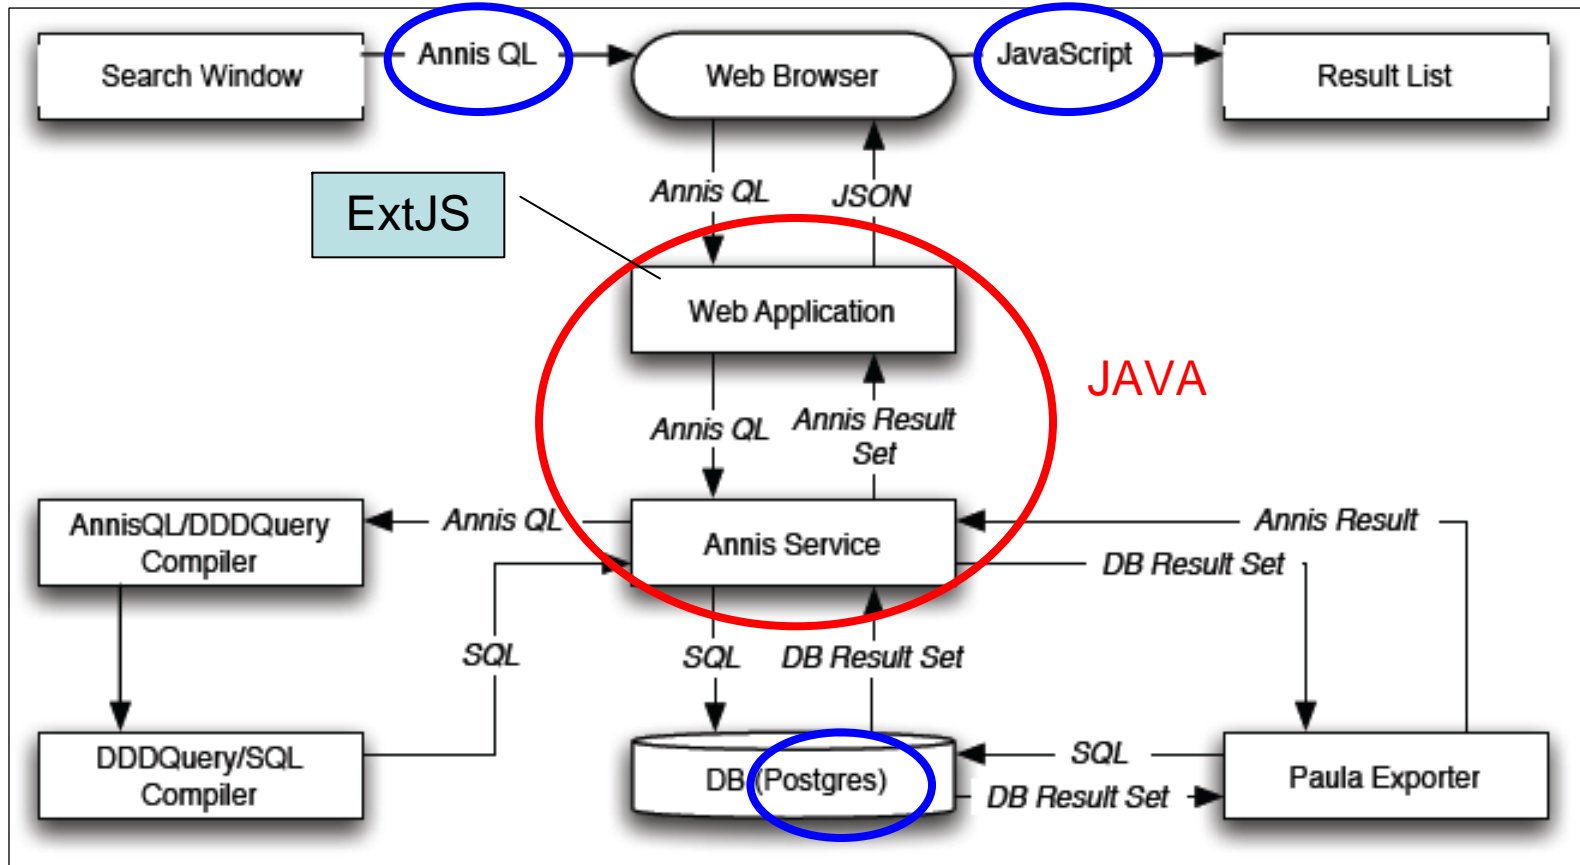 Search Window
Annis QL
Web Browser
JavaScript
Result List
Annis QL
JSON
ExtJS
Web Application
JAVA
Annis QL
Annis Result
Set
AnnisQL/DDDQuery
Compiler
Annis QL
Annis Service
Annis Result
DB Result Set
SQL
SQL
DB Result Set
DDDQuery/SQL
Compiler
DB (Postgres)
SQL
DB Result Set
Paula Exporter